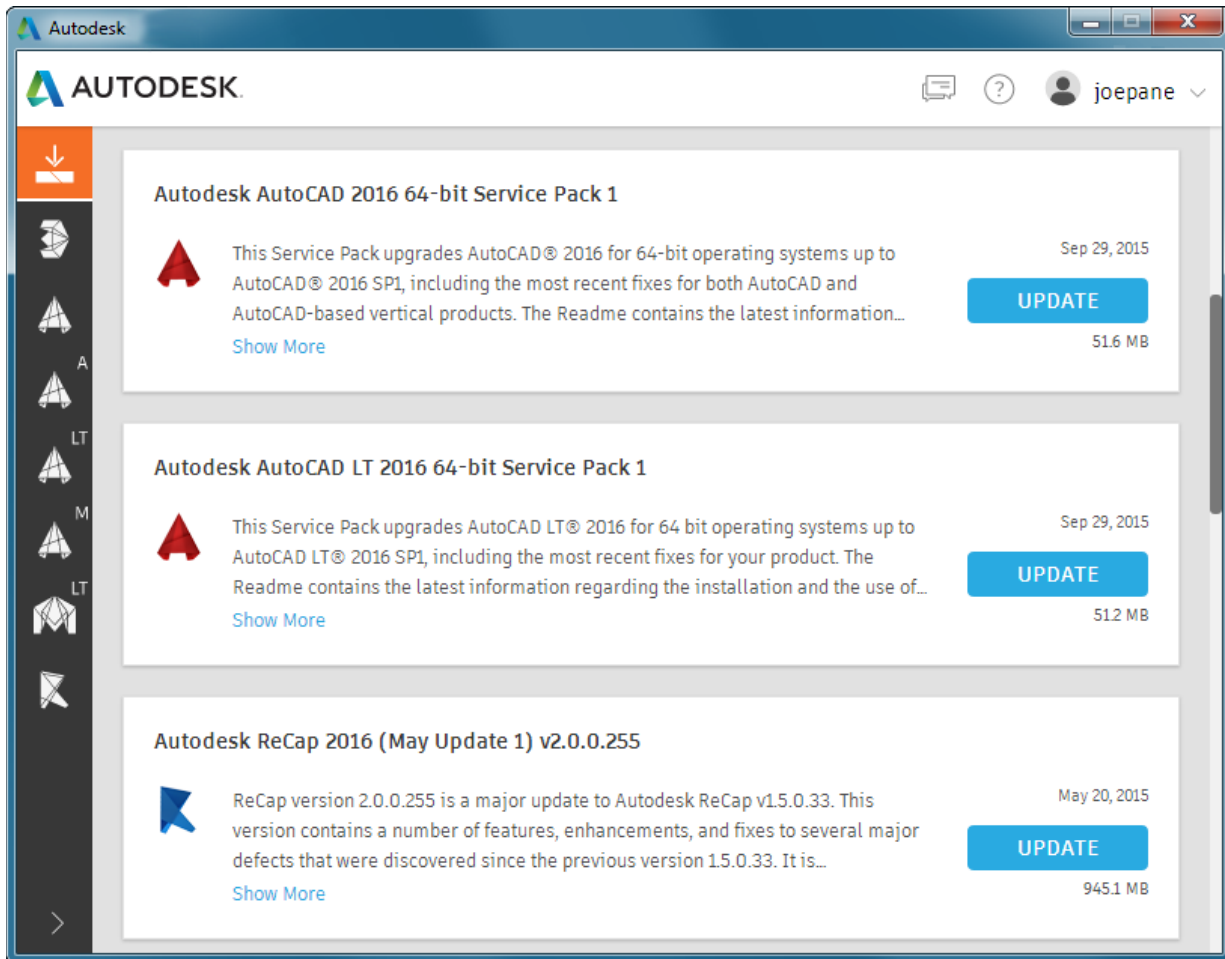 Autodesk
AUTODESK.
? joepane
Autodesk AutoCAD 2016 64-bit Service Pack 1
This Service Pack upgrades AutoCAD® 2016 for 64-bit operating systems up to
AutoCAD® 2016 SP1, including the most recent fixes for both AutoCAD and
AutoCAD-based vertical products. The Readme contains the latest information...
Show More
Sep 29, 2015
UPDATE
51.6 MB
A
LT
M
LT
Autodesk AutoCAD LT 2016 64-bit Service Pack 1
This Service Pack upgrades AutoCAD LT® 2016 for 64 bit operating systems up to
AutoCAD LT® 2016 SP1, including the most recent fixes for your product. The
Readme contains the latest information regarding the installation and the use of...
Show More
Sep 29, 2015
UPDATE
51.2 MB
Autodesk ReCap 2016 (May Update 1) v2.0.0.255
ReCap version 2.0.0.255 is a major update to Autodesk ReCap v1.5.0.33. This
version contains a number of features, enhancements, and fixes to several major
defects that were discovered since the previous version 1.5.0.33. It is...
Show More
May 20, 2015
UPDATE
945.1 MB